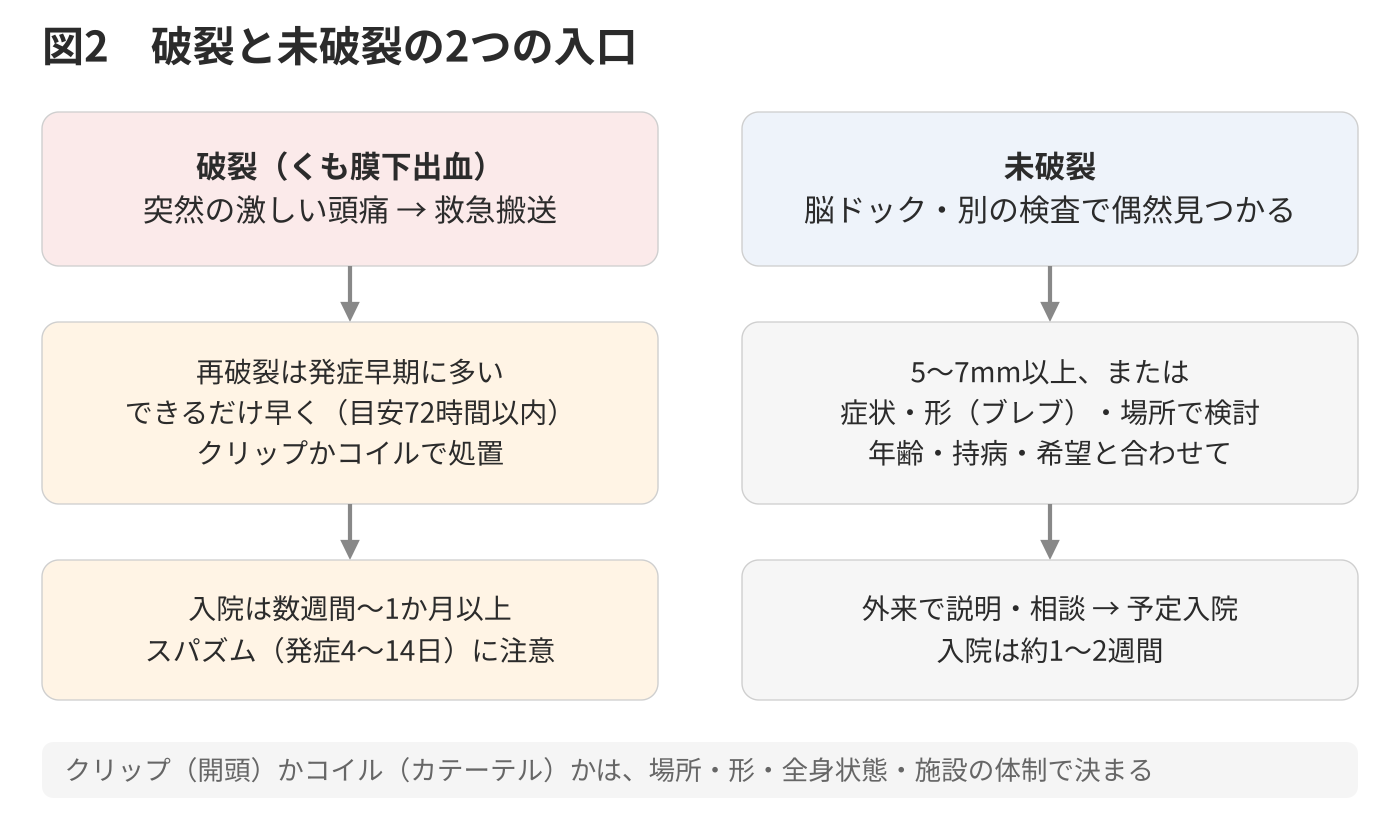 図2　破裂と未破裂の2つの入口
破裂（くも膜下出血）
突然の激しい頭痛 → 救急搬送
再破裂は発症早期に多い
できるだけ早く（目安72時間以内）
クリップかコイルで処置
入院は数週間〜1か月以上
スパズム（発症4〜14日）に注意
未破裂
脳ドック・別の検査で偶然見つかる
5〜7mm以上、または
症状・形（ブレブ）・場所で検討
年齢・持病・希望と合わせて
外来で説明・相談 → 予定入院
入院は約1〜2週間
クリップ（開頭）かコイル（カテーテル）かは、場所・形・全身状態・施設の体制で決まる